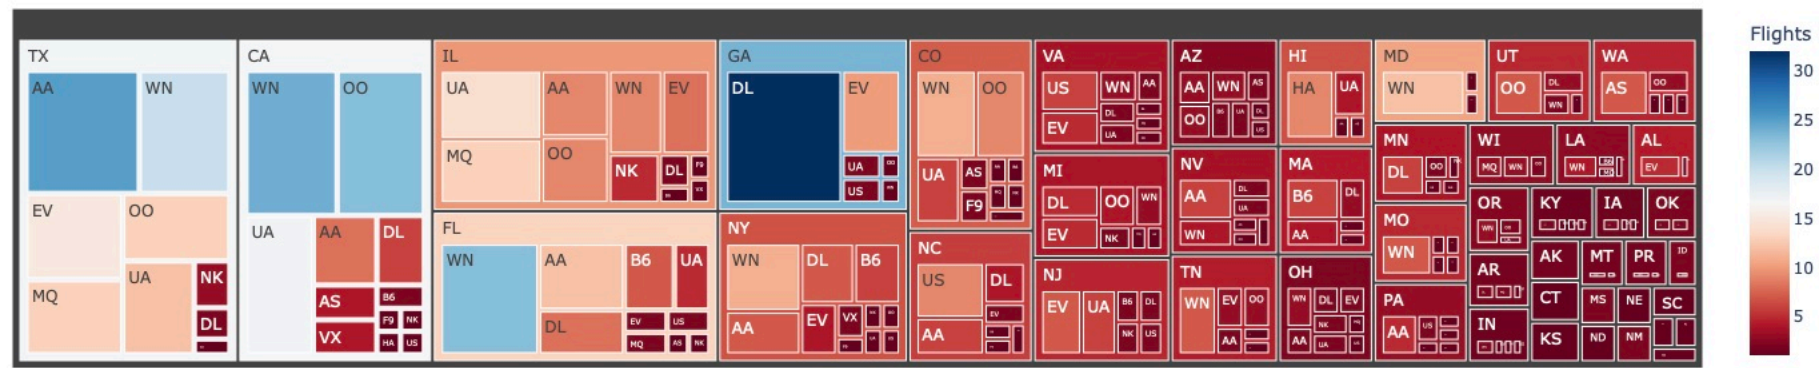 Flights
30
25
20
15
10
5
TX
AA
WN
EV
OO
MQ
UA
NK
DL
CA
WN
OO
UA
AA
DL
AS
B6
F9
NK
VX
HA
US
IL
UA
AA
WN
EV
MQ
OO
NK
DL
F9
VX
FL
WN
AA
B6
UA
DL
EV
US
MQ
AS
NK
GA
DL
EV
UA
US
NY
WN
DL
B6
AA
EV
VX
CO
WN
OO
UA
AS
F9
NC
US
DL
EV
AA
VA
US
WN
AA
DL
EV
UA
MI
DL
OO
WN
EV
NK
NJ
EV
UA
B6
DL
NK
US
AZ
AA
WN
AS
OO
B6
UA
DL
US
NV
AA
DL
UA
WN
TN
WN
EV
OO
AA
HI
HA
UA
MA
B6
DL
AA
OH
WN
DL
EV
NK
AA
UA
MD
WN
MN
DL
OO
MO
WN
PA
AA
US
UT
OO
DL
WN
WA
AS
OO
WI
MQ
WN
LA
WN
AL
EV
OR
WN
KY
IA
OK
AR
AK
MT
PR
ID
IN
CT
MS
NE
SC
KS
ND
NM